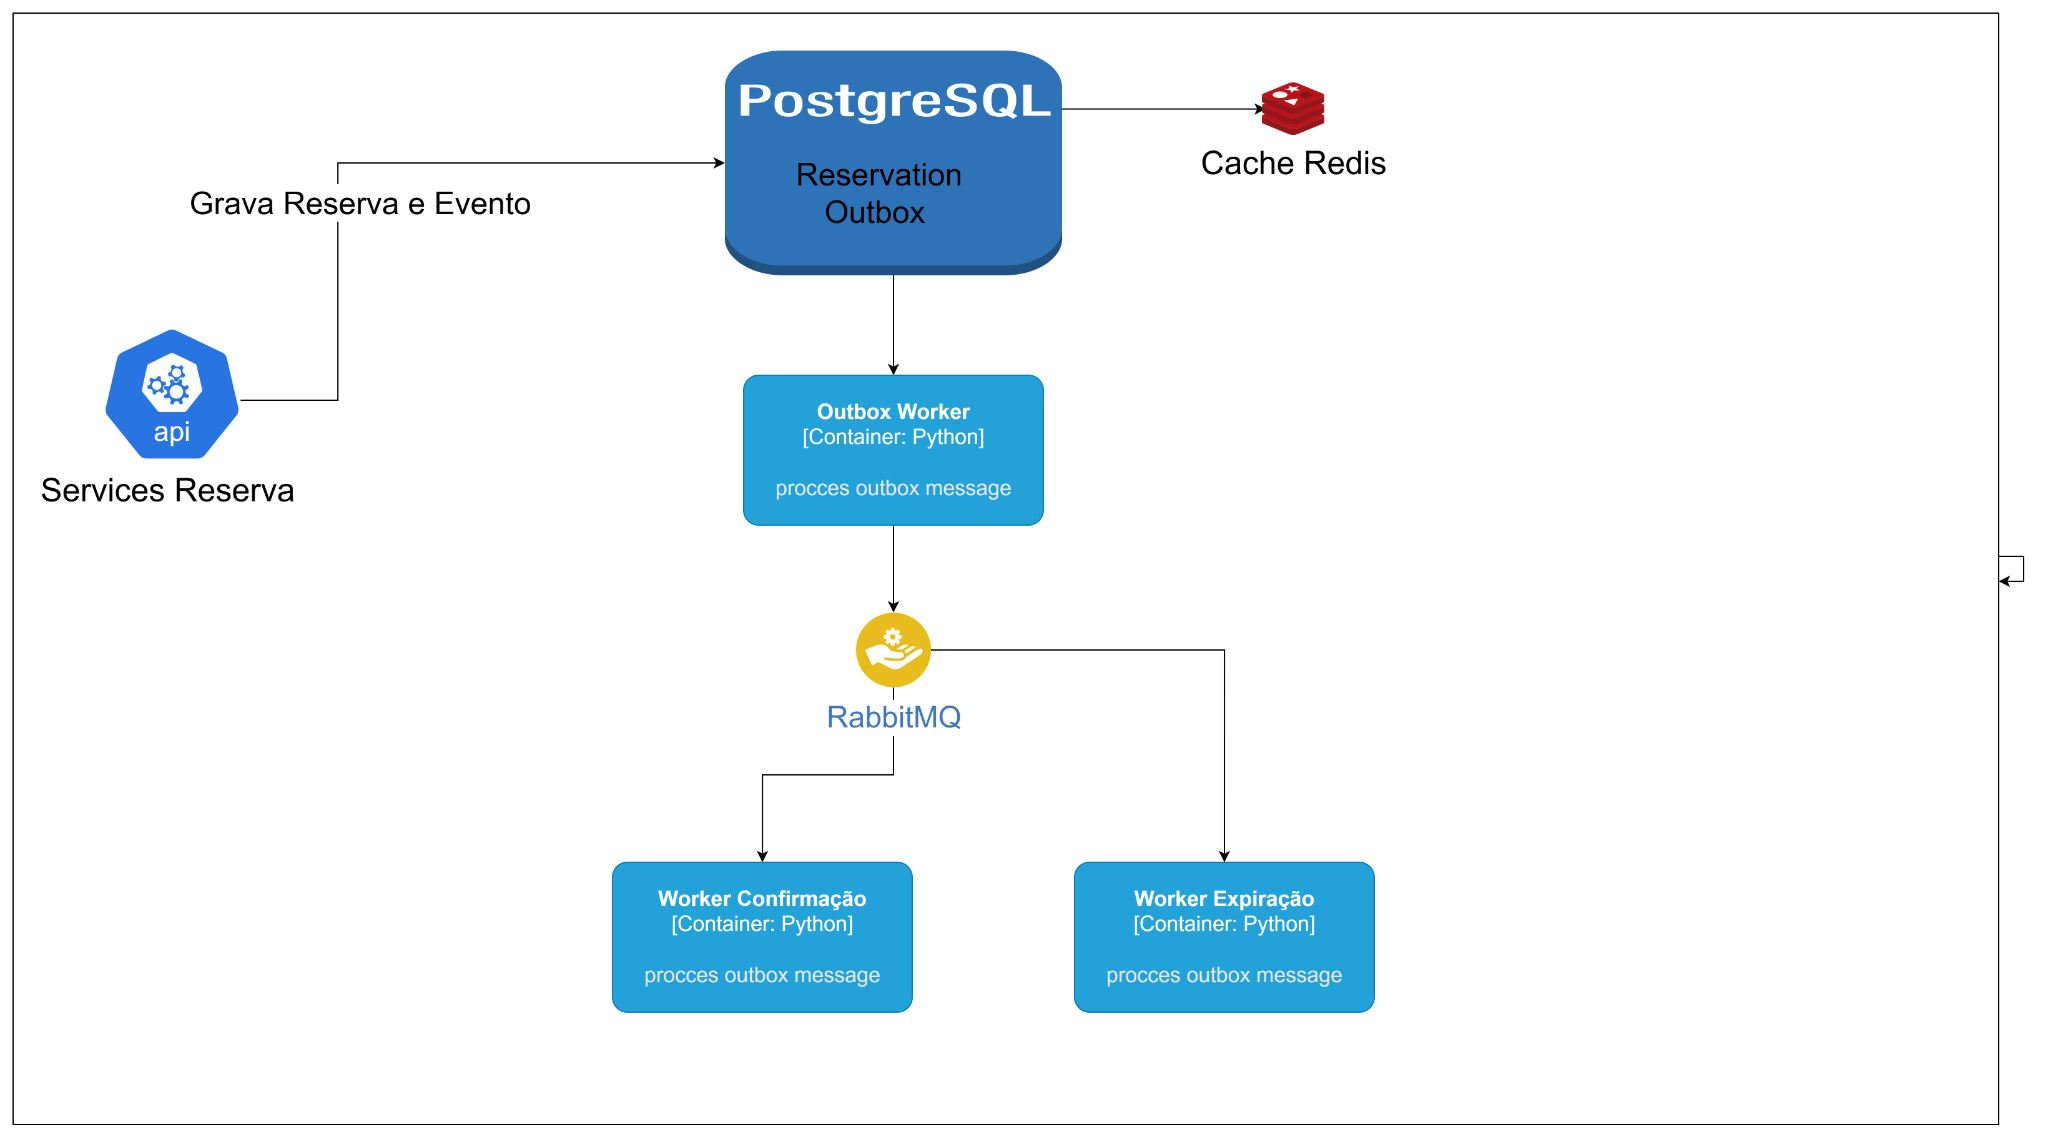 PostgreSQL
Reservation
Outbox
Cache Redis
Grava Reserva e Evento
api
Services Reserva
Outbox Worker
[Container: Python]
procces outbox message
RabbitMQ
Worker Confirmação
[Container: Python]
procces outbox message
Worker Expiração
[Container: Python]
procces outbox message